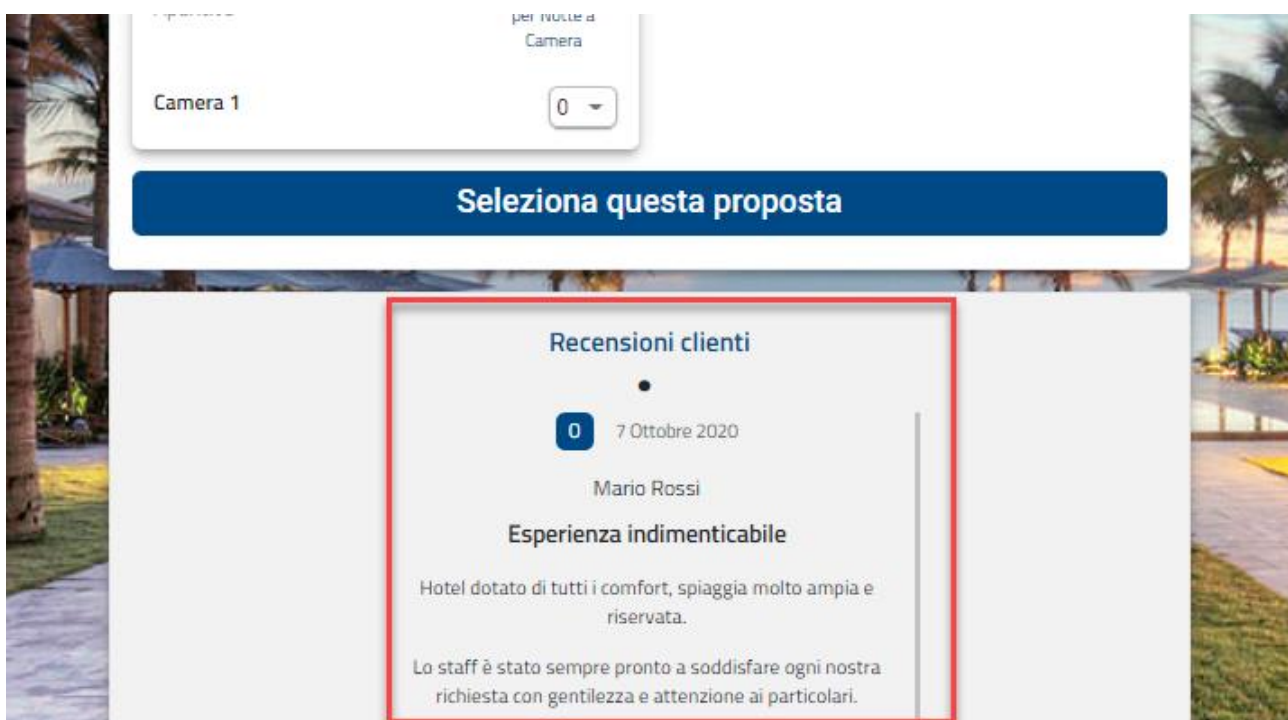 per Notte a
Camera
Camera 1
0
Seleziona questa proposta
Recensioni clienti
0 7 Ottobre 2020
Mario Rossi
Esperienza indimenticabile
Hotel dotato di tutti i comfort, spiaggia molto ampia e
riservata.
Lo staff è stato sempre pronto a soddisfare ogni nostra
richiesta con gentilezza e attenzione ai particolari.